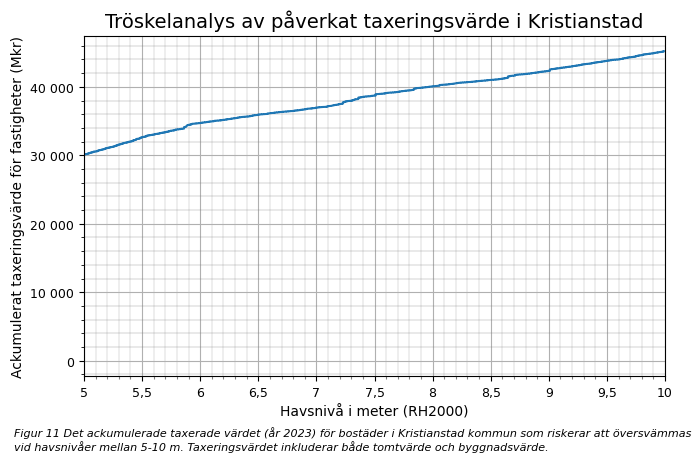 Tröskelanalys av påverkat taxeringsvärde i Kristianstad
Ackumulerat taxeringsvärde för fastigheter (Mkr)
40 000
30 000
20 000
10 000
0
5 5,5 6 6,5 7 7,5 8 8,5 9 9,5 10
Havsnivå i meter (RH2000)
Figur 11 Det ackumulerade taxerade värdet (år 2023) för bostäder i Kristianstad kommun som riskerar att översvämmas
vid havsnivåer mellan 5-10 m. Taxeringsvärdet inkluderar både tomtvärde och byggnadsvärde.